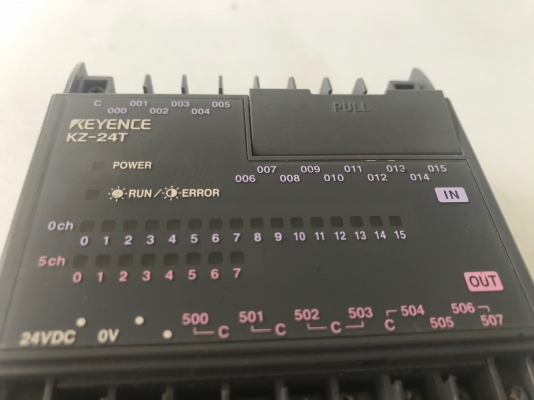 C 001 003 005
000 002 004
PULL
KEYENCE
KZ-24T
007 009 011 013 015
006 008 010 012 014
POWER
RUN / ERROR
IN
0ch
0 1 2 3 4 5 6 7 8 9 10 11 12 13 14 15
5ch
0 1 2 3 4 5 6 7
OUT
500 501 502 503 504 506
C C C C 505 507
24VDC 0V